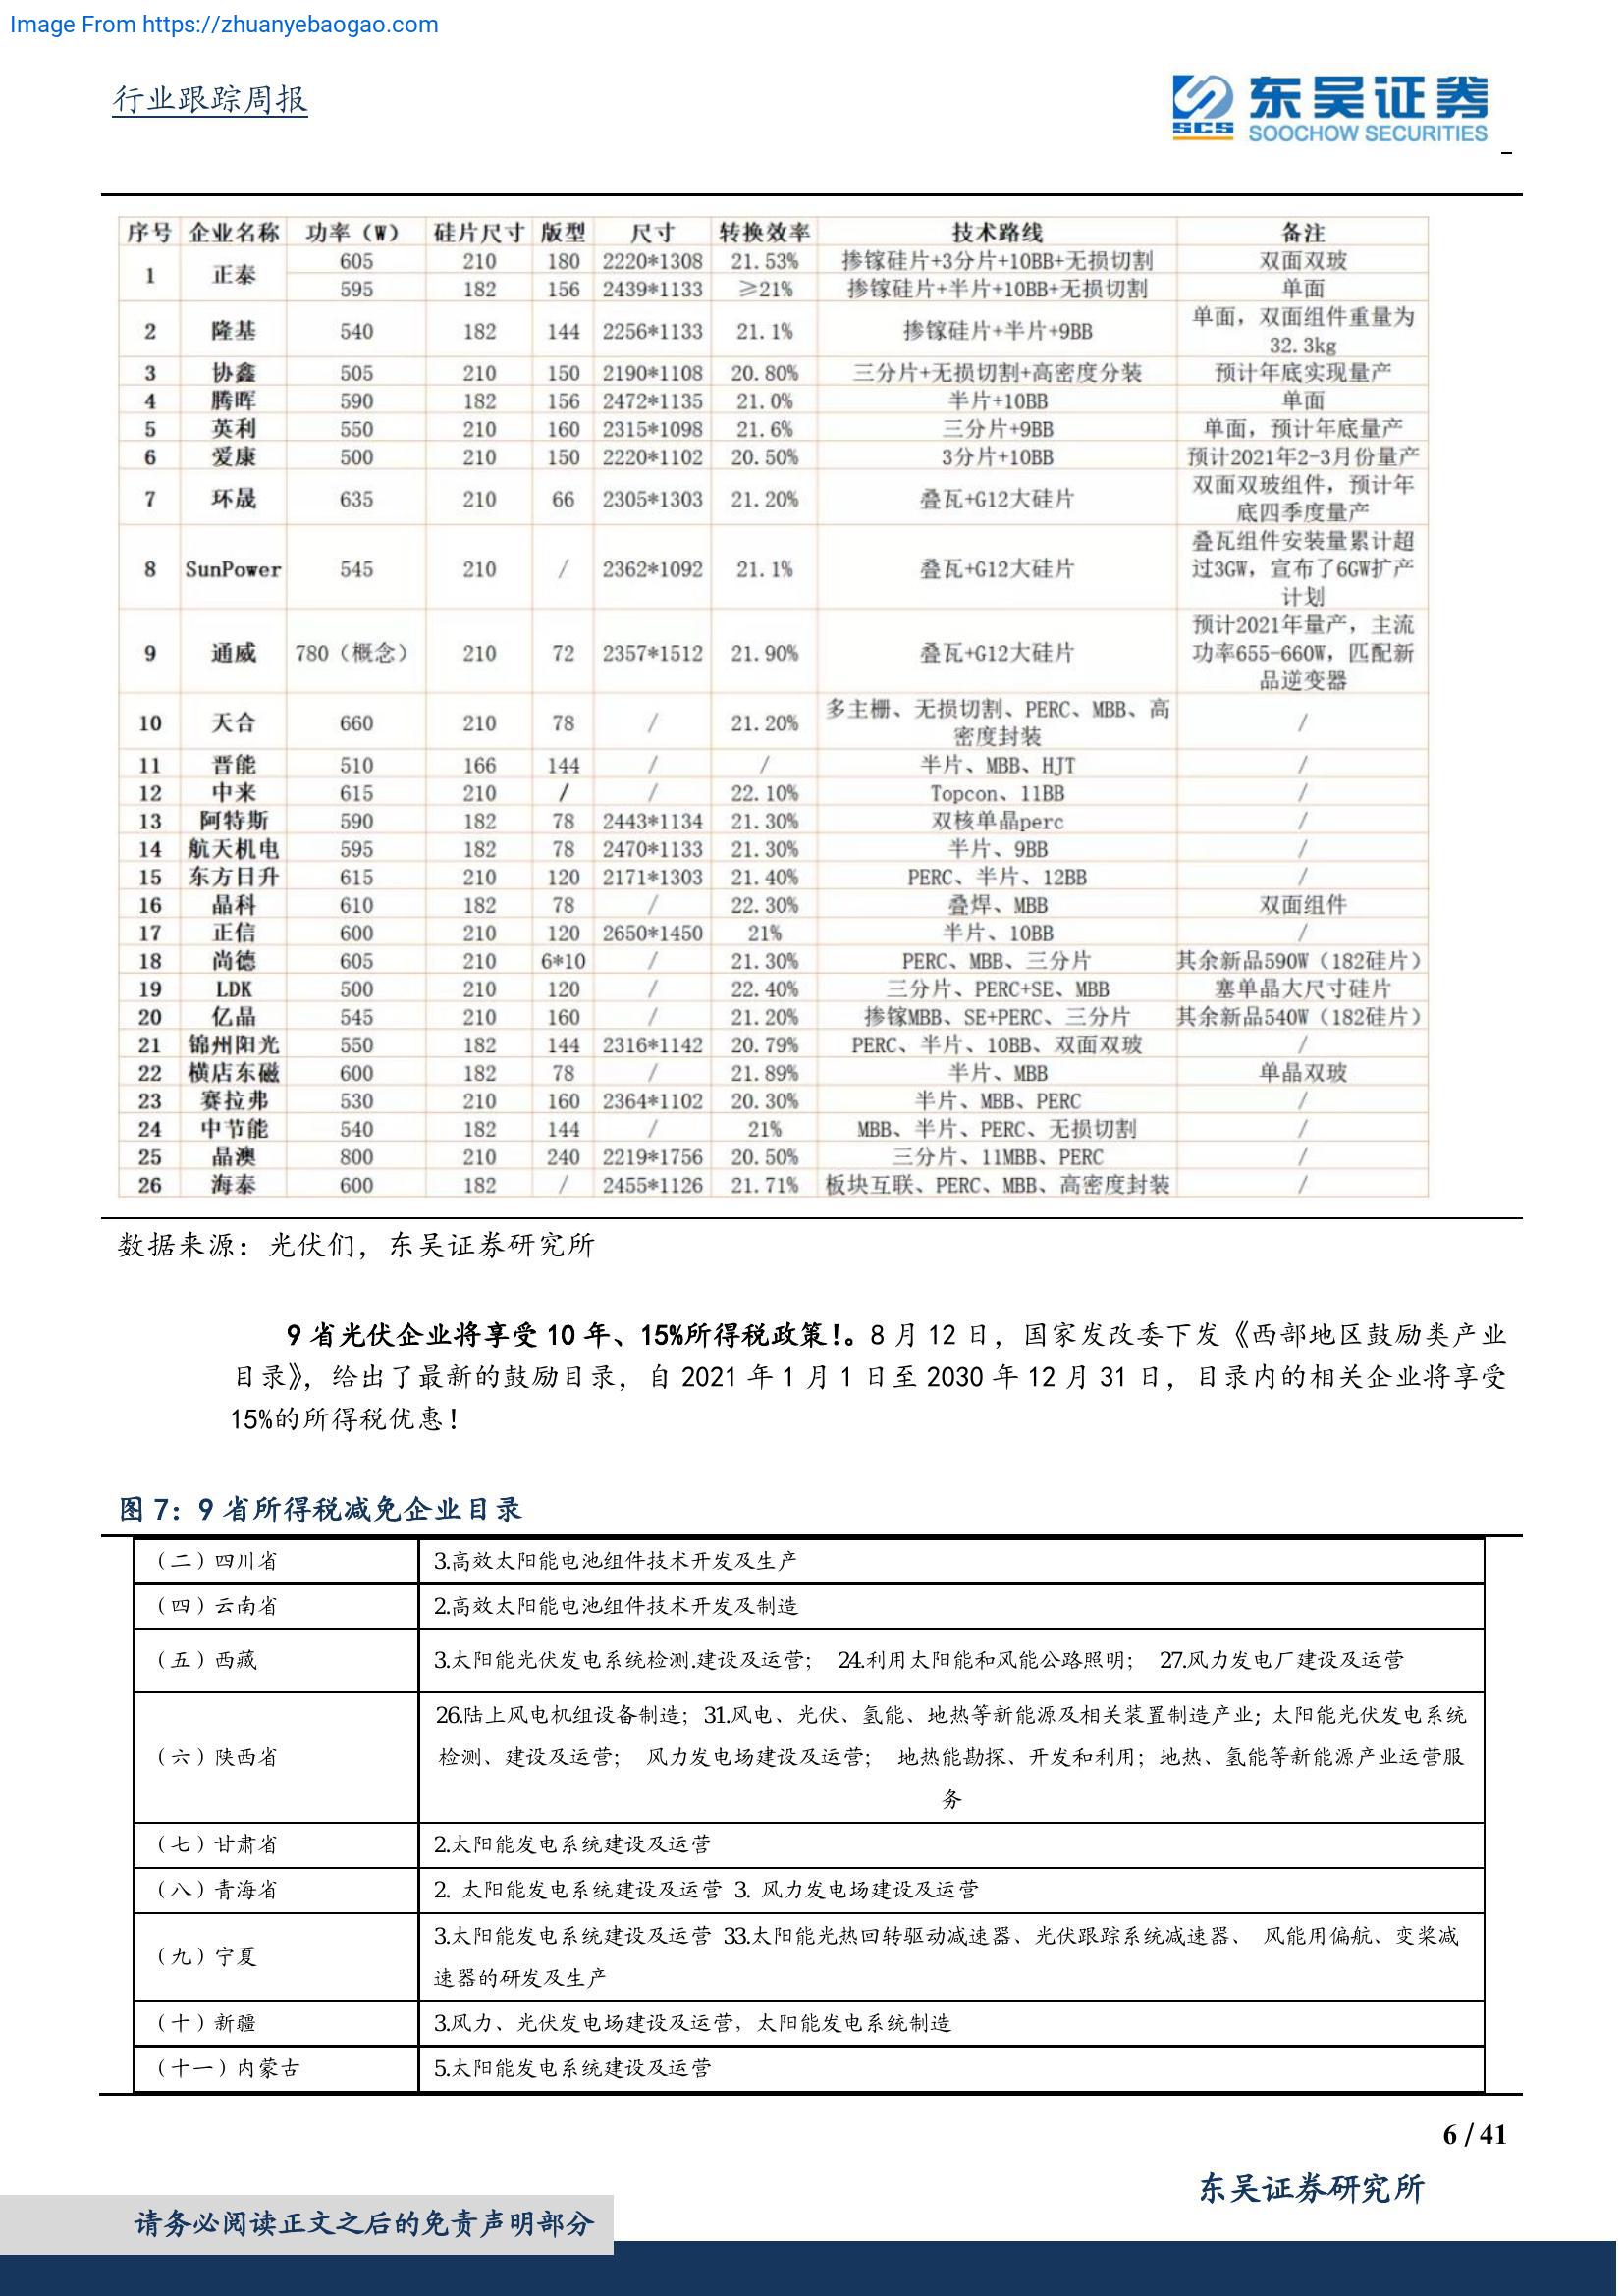 Image From https://zhuanyebaogao.com
行业跟踪周报
SCS 东吴证券
SOOCHOW SECURITIES
序号 企业名称 功率（W） 硅片尺寸 版型 尺寸 转换效率 技术路线 备注
1 正泰 605 210 180 2220*1308 21.53% 掺镓硅片+3分片+10BB+无损切割 双面双玻
595 182 156 2439*1133 ≥21% 掺镓硅片+半片+10BB+无损切割 单面
2 隆基 540 182 144 2256*1133 21.1% 掺镓硅片+半片+9BB 单面，双面组件重量为
32.3kg
3 协鑫 505 210 150 2190*1108 20.80% 三分片+无损切割+高密度分装 预计年底实现量产
4 腾晖 590 182 156 2472*1135 21.0% 半片+10BB 单面
5 英利 550 210 160 2315*1098 21.6% 三分片+9BB 单面，预计年底量产
6 爱康 500 210 150 2220*1102 20.50% 3分片+10BB 预计2021年2-3月份量产
7 环晟 635 210 66 2305*1303 21.20% 叠瓦+G12大硅片 双面双玻组件，预计年
底四季度量产
8 SunPower 545 210 / 2362*1092 21.1% 叠瓦+G12大硅片 叠瓦组件安装量累计超
过3GW，宣布了6GW扩产
计划
9 通威 780（概念） 210 72 2357*1512 21.90% 叠瓦+G12大硅片 预计2021年量产，主流
功率655-660W，匹配新
品逆变器
10 天合 660 210 78 / 21.20% 多主栅、无损切割、PERC、MBB、高
密度封装 /
11 晋能 510 166 144 / / 半片、MBB、HJT /
12 中来 615 210 / / 22.10% Topcon、11BB /
13 阿特斯 590 182 78 2443*1134 21.30% 双核单晶perc /
14 航天机电 595 182 78 2470*1133 21.30% 半片、9BB /
15 东方日升 615 210 120 2171*1303 21.40% PERC、半片、12BB /
16 晶科 610 182 78 / 22.30% 叠焊、MBB 双面组件
17 正信 600 210 120 2650*1450 21% 半片、10BB /
18 尚德 605 210 6*10 / 21.30% PERC、MBB、三分片 其余新品590W（182硅片）
19 LDK 500 210 120 / 22.40% 三分片、PERC+SE、MBB 塞单晶大尺寸硅片
20 亿晶 545 210 160 / 21.20% 掺镓MBB、SE+PERC、三分片 其余新品540W（182硅片）
21 锦州阳光 550 182 144 2316*1142 20.79% PERC、半片、10BB、双面双玻 /
22 横店东磁 600 182 78 / 21.89% 半片、MBB 单晶双玻
23 赛拉弗 530 210 160 2364*1102 20.30% 半片、MBB、PERC /
24 中节能 540 182 144 / 21% MBB、半片、PERC、无损切割 /
25 晶澳 800 210 240 2219*1756 20.50% 三分片、11MBB、PERC /
26 海泰 600 182 / 2455*1126 21.71% 板块互联、PERC、MBB、高密度封装 /
数据来源：光伏们，东吴证券研究所
9 省光伏企业将享受 10 年、15%所得税政策！。8 月 12 日，国家发改委下发《西部地区鼓励类产业
目录》，给出了最新的鼓励目录，自 2021 年 1 月 1 日至 2030 年 12 月 31 日，目录内的相关企业将享受
15%的所得税优惠！
图 7：9 省所得税减免企业目录
（二）四川省 3.高效太阳能电池组件技术开发及生产
（四）云南省 2.高效太阳能电池组件技术开发及制造
（五）西藏 3.太阳能光伏发电系统检测.建设及运营； 24.利用太阳能和风能公路照明； 27.风力发电厂建设及运营
（六）陕西省 26.陆上风电机组设备制造；31.风电、光伏、氢能、地热等新能源及相关装置制造产业；太阳能光伏发电系统
检测、建设及运营； 风力发电场建设及运营； 地热能勘探、开发和利用；地热、氢能等新能源产业运营服
务
（七）甘肃省 2.太阳能发电系统建设及运营
（八）青海省 2. 太阳能发电系统建设及运营 3. 风力发电场建设及运营
（九）宁夏 3.太阳能发电系统建设及运营 33.太阳能光热回转驱动减速器、光伏跟踪系统减速器、 风能用偏航、变桨减
速器的研发及生产
（十）新疆 3.风力、光伏发电场建设及运营，太阳能发电系统制造
（十一）内蒙古 5.太阳能发电系统建设及运营
6 / 41
东吴证券研究所
请务必阅读正文之后的免责声明部分